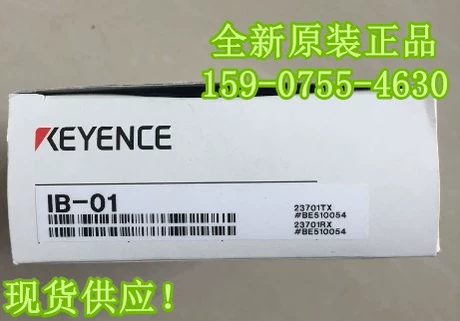 全新原装正品
159-0755-4630
KEYENCE
IB-01
23701TX
#BE510054
23701RX
#BE510054
现货供应！